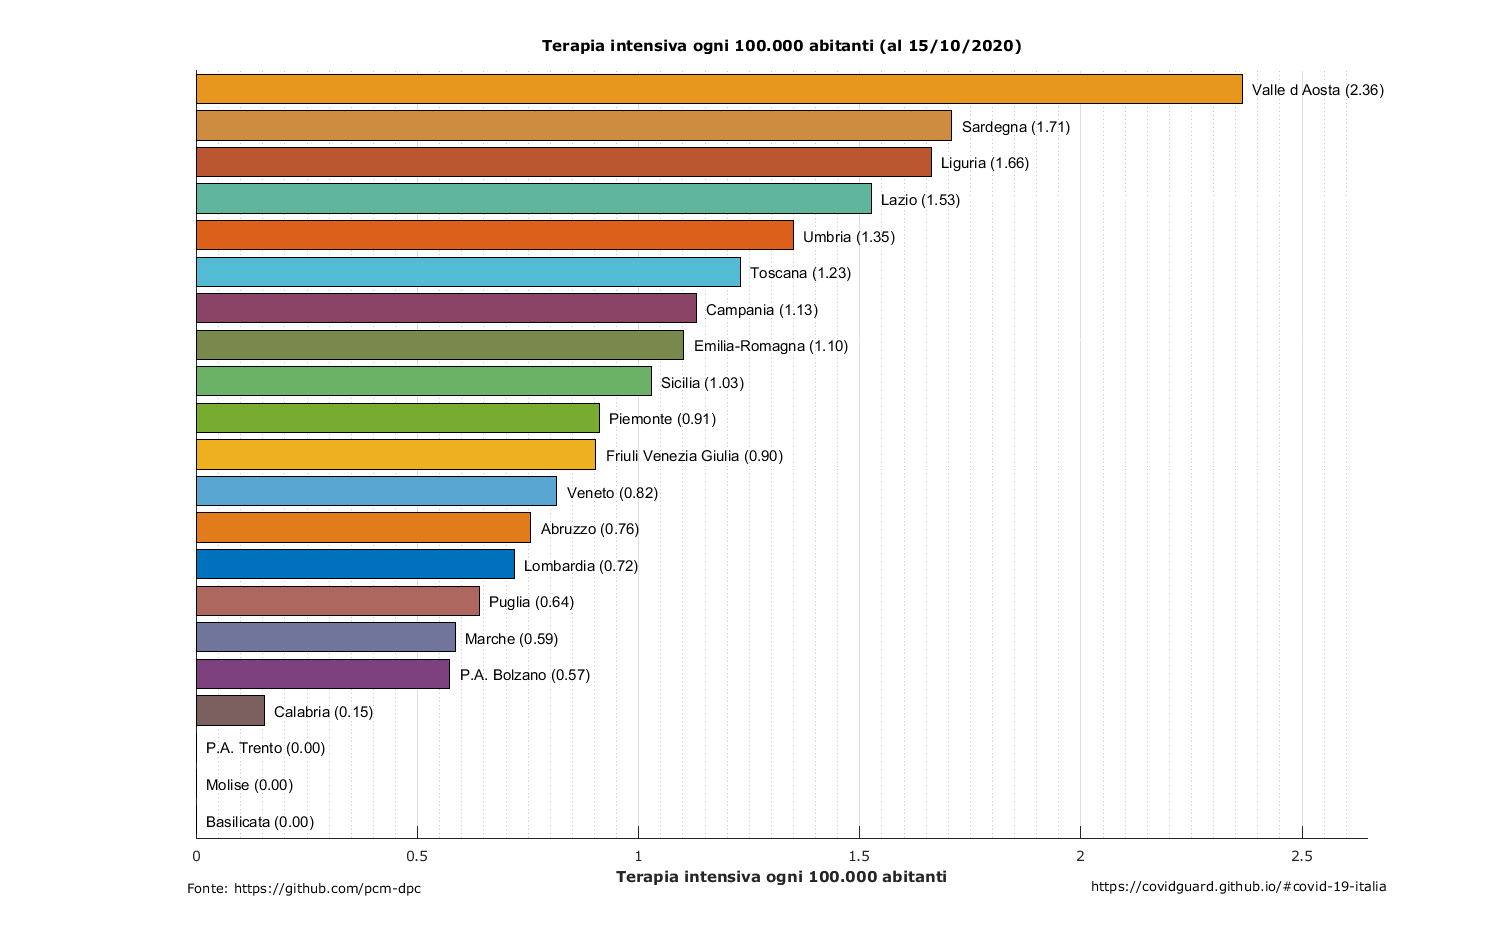 Terapia intensiva ogni 100.000 abitanti (al 15/10/2020)
Valle d Aosta (2.36)
Sardegna (1.71)
Liguria (1.66)
Lazio (1.53)
Umbria (1.35)
Toscana (1.23)
Campania (1.13)
Emilia-Romagna (1.10)
Sicilia (1.03)
Piemonte (0.91)
Friuli Venezia Giulia (0.90)
Veneto (0.82)
Abruzzo (0.76)
Lombardia (0.72)
Puglia (0.64)
Marche (0.59)
P.A. Bolzano (0.57)
Calabria (0.15)
P.A. Trento (0.00)
Molise (0.00)
Basilicata (0.00)
0 0.5 1 1.5 2 2.5
Terapia intensiva ogni 100.000 abitanti
Fonte: https://github.com/pcm-dpc
https://covidguard.github.io/#covid-19-italia